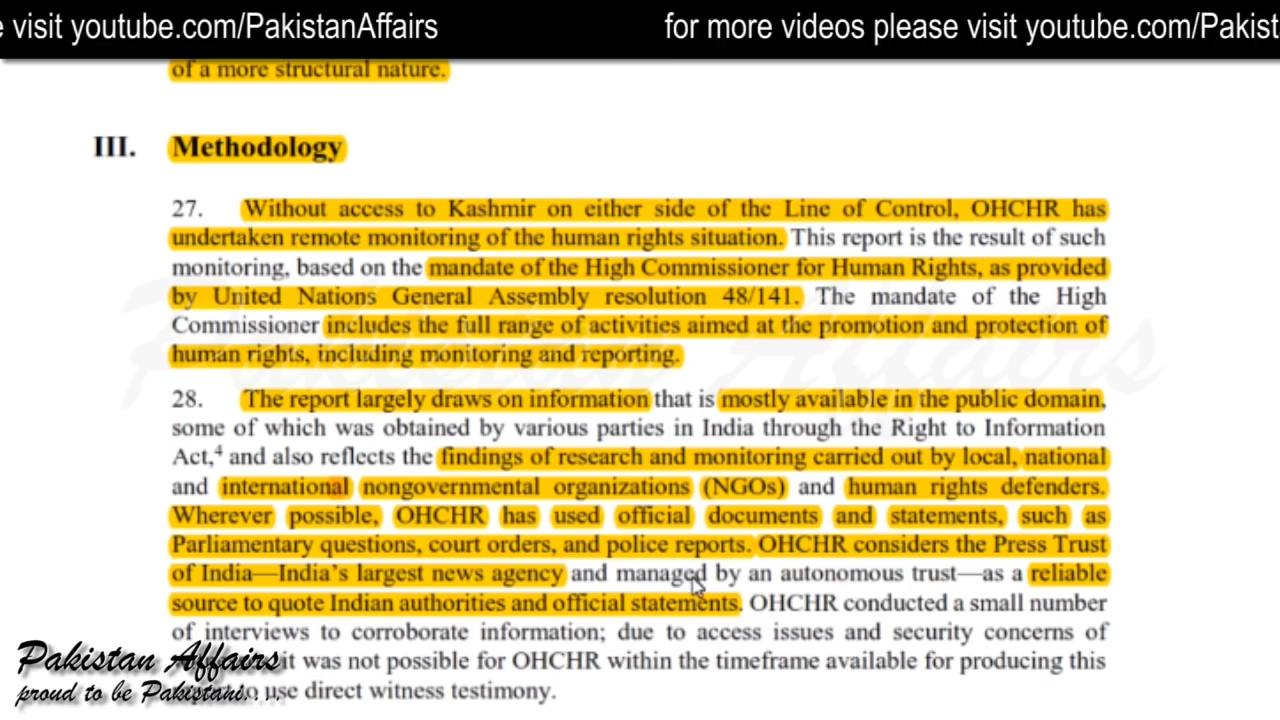 e visit youtube.com/PakistanAffairs for more videos please visit youtube.com/Pakist
of a more structural nature.
III. Methodology
27. Without access to Kashmir on either side of the Line of Control, OHCHR has
undertaken remote monitoring of the human rights situation. This report is the result of such
monitoring, based on the mandate of the High Commissioner for Human Rights, as provided
by United Nations General Assembly resolution 48/141. The mandate of the High
Commissioner includes the full range of activities aimed at the promotion and protection of
human rights, including monitoring and reporting.
28. The report largely draws on information that is mostly available in the public domain,
some of which was obtained by various parties in India through the Right to Information
Act,⁴ and also reflects the findings of research and monitoring carried out by local, national
and international nongovernmental organizations (NGOs) and human rights defenders.
Wherever possible, OHCHR has used official documents and statements, such as
Parliamentary questions, court orders, and police reports. OHCHR considers the Press Trust
of India—India's largest news agency and managed by an autonomous trust—as a reliable
source to quote Indian authorities and official statements. OHCHR conducted a small number
of interviews to corroborate information; due to access issues and security concerns of
it was not possible for OHCHR within the timeframe available for producing this
use direct witness testimony.
Pakistan Affairs
Pakistan Affairs
proud to be Pakistani. . . .